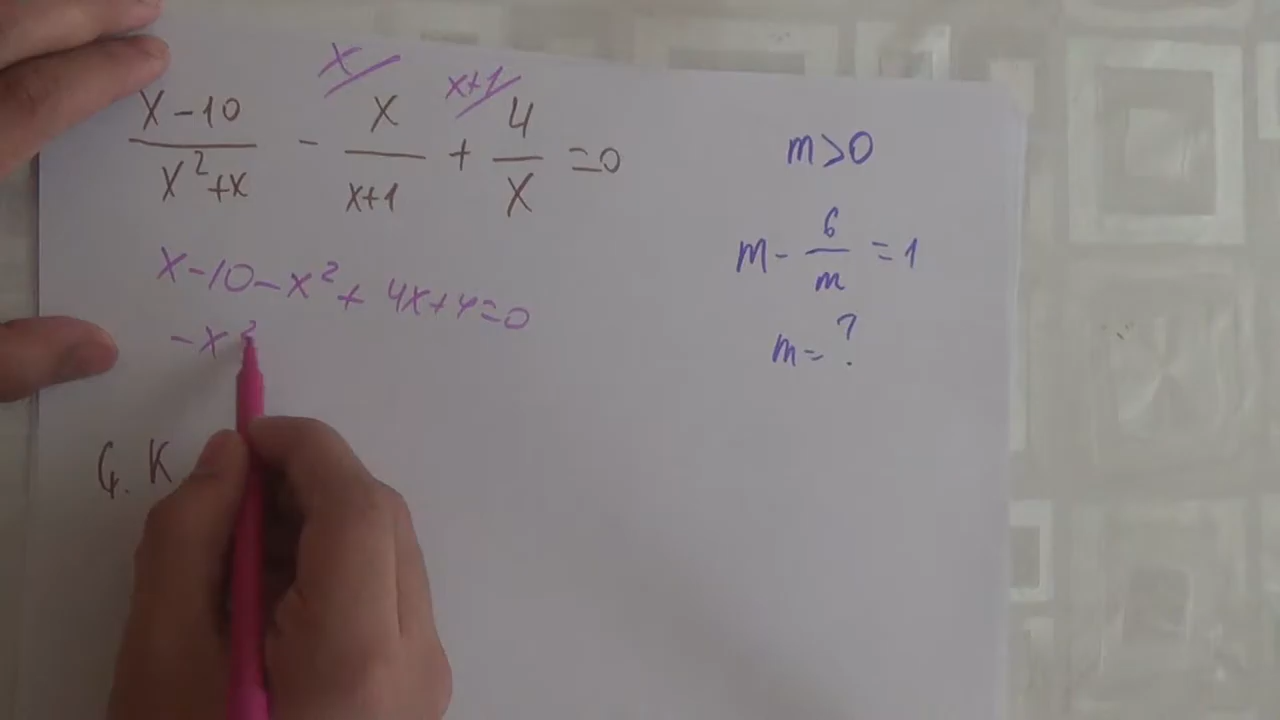 x x+1
x-10/x²+x - x/x+1 + 4/x =0
x-10-x²+4x+4=0
-x²
Ç. K
m>0
m- 6/m =1
m=?